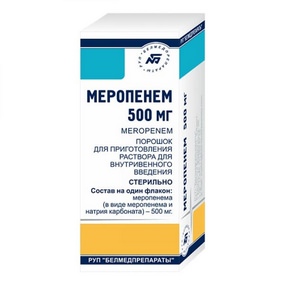 МЕРОПЕНЕМ
500 МГ
MEROPENEM
ПОРОШОК
ДЛЯ ПРИГОТОВЛЕНИЯ
РАСТВОРА ДЛЯ
ВНУТРИВЕННОГО
ВВЕДЕНИЯ
СТЕРИЛЬНО
Состав на один флакон:
меропенема
(в виде меропенема и
натрия карбоната) – 500 мг.
РУП "БЕЛМЕДПРЕПАРАТЫ"